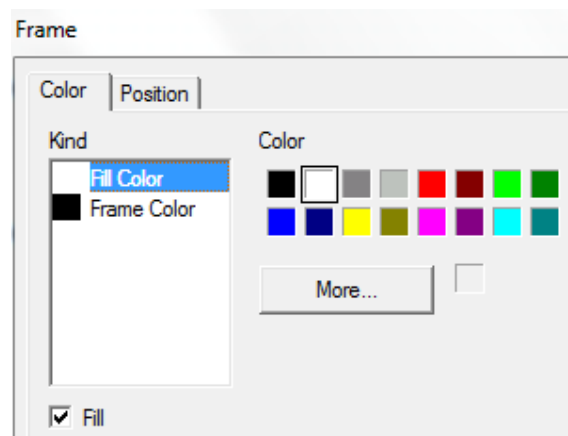 Frame
Color Position
Kind
Color
Fill Color
Frame Color
More...
Fill